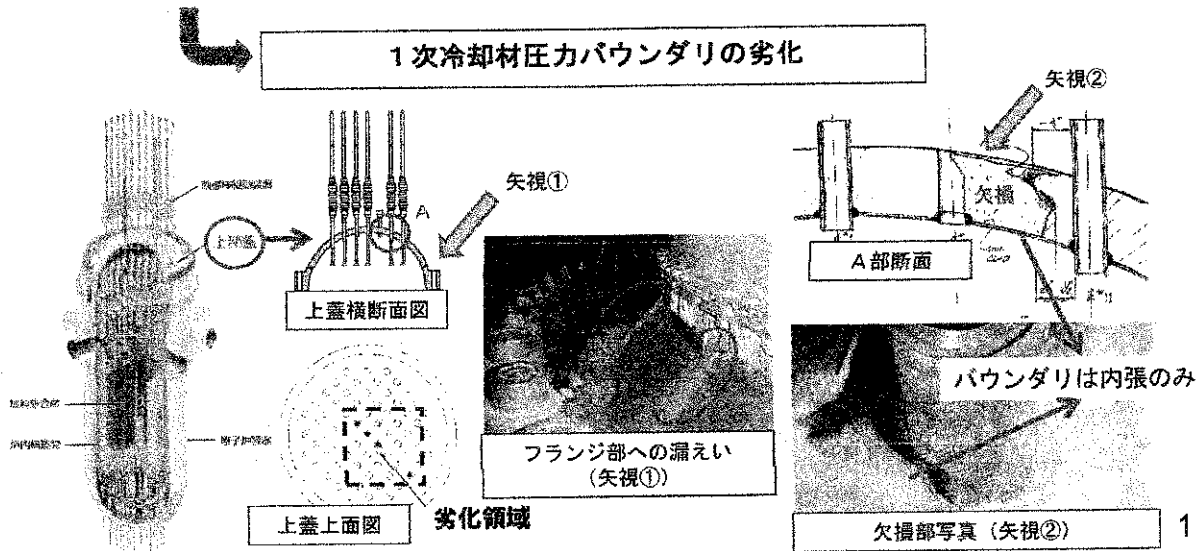 1次冷却材圧力バウンダリの劣化
矢視②
矢視①
A
上部蓋
欠損
A部断面
上蓋横断面図
バウンダリは内張のみ
フランジ部への漏えい
(矢視①)
上蓋上面図
劣化領域
欠損部写真(矢視②)
1